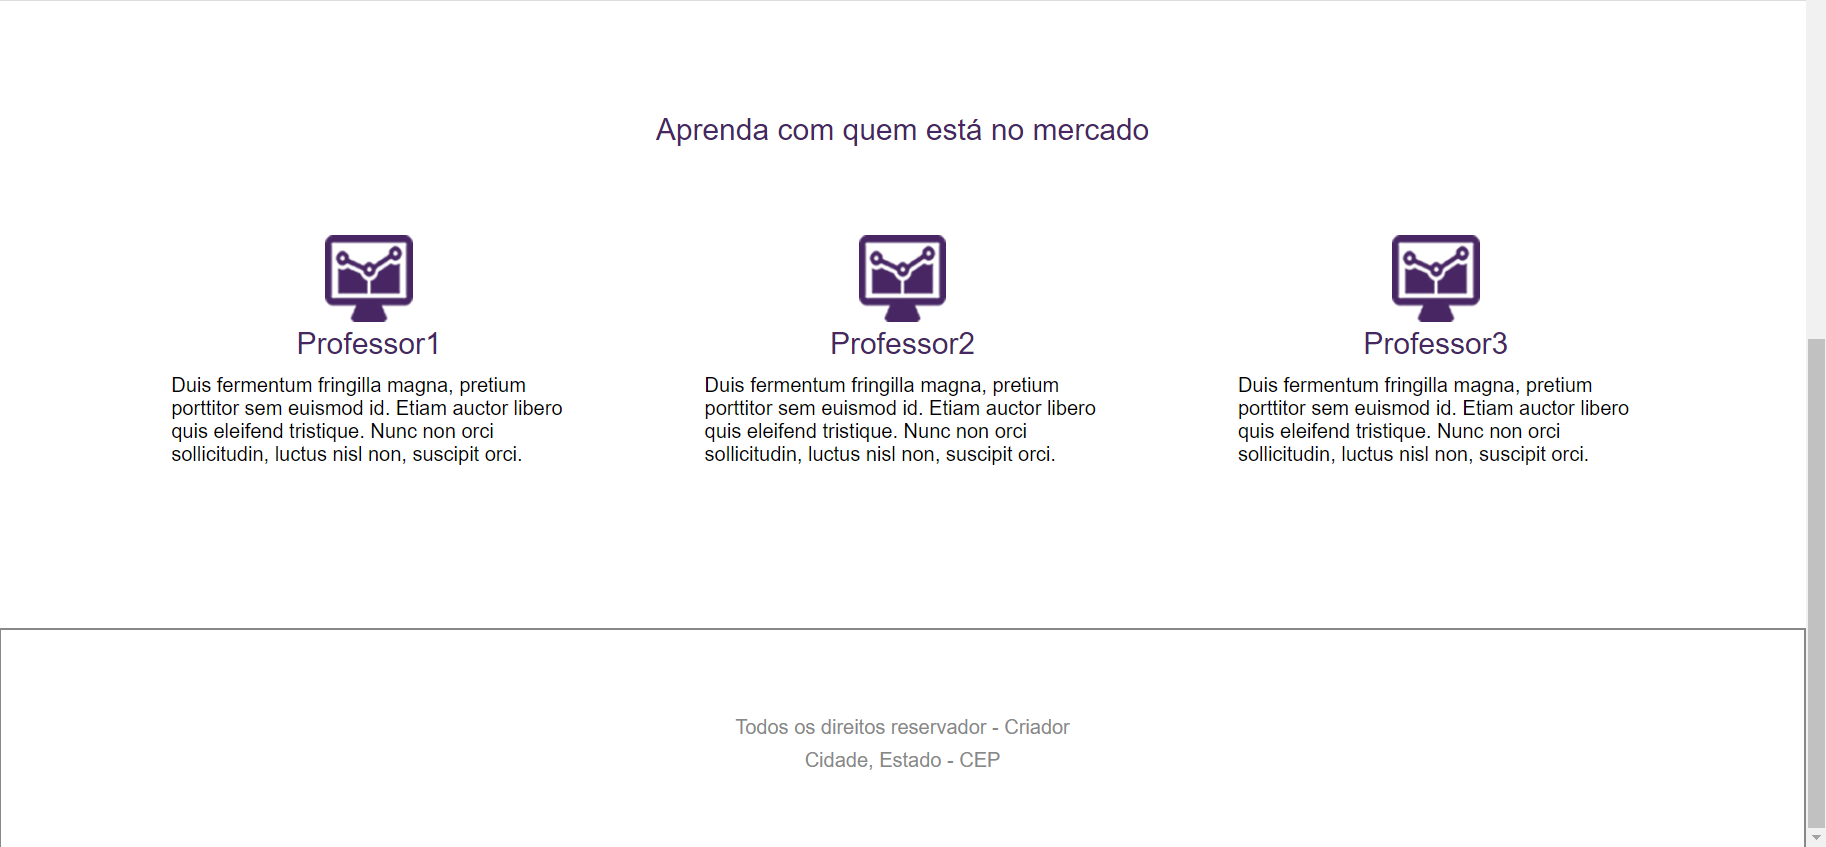 Aprenda com quem está no mercado
Professor1
Duis fermentum fringilla magna, pretium
porttitor sem euismod id. Etiam auctor libero
quis eleifend tristique. Nunc non orci
sollicitudin, luctus nisl non, suscipit orci.
Professor2
Duis fermentum fringilla magna, pretium
porttitor sem euismod id. Etiam auctor libero
quis eleifend tristique. Nunc non orci
sollicitudin, luctus nisl non, suscipit orci.
Professor3
Duis fermentum fringilla magna, pretium
porttitor sem euismod id. Etiam auctor libero
quis eleifend tristique. Nunc non orci
sollicitudin, luctus nisl non, suscipit orci.
Todos os direitos reservador - Criador
Cidade, Estado - CEP